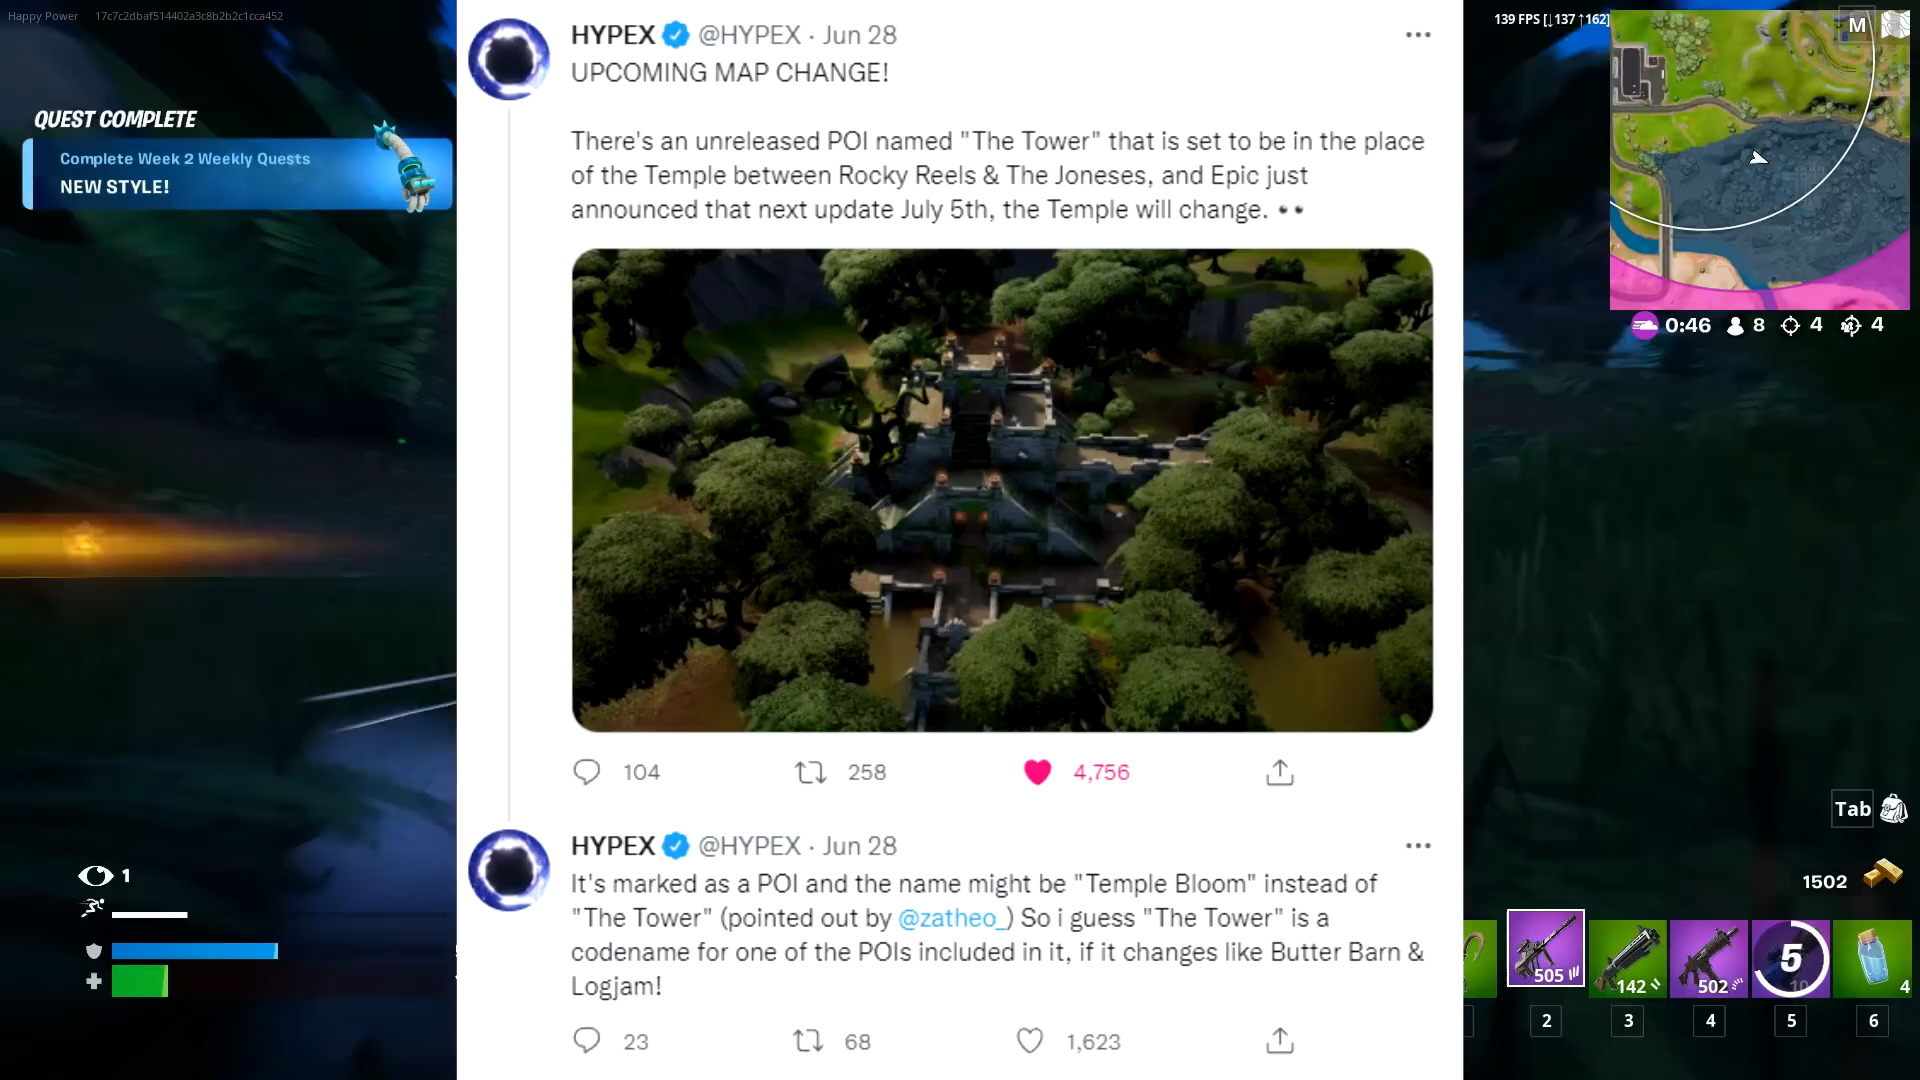 Happy Power 17c7c2dbaf514402a3c8b2b2c1cca452
QUEST COMPLETE
Complete Week 2 Weekly Quests
NEW STYLE!
HYPEX @HYPEX · Jun 28
UPCOMING MAP CHANGE!
There's an unreleased POI named "The Tower" that is set to be in the place
of the Temple between Rocky Reels & The Joneses, and Epic just
announced that next update July 5th, the Temple will change. 👀
104 258 4,756
HYPEX @HYPEX · Jun 28
It's marked as a POI and the name might be "Temple Bloom" instead of
"The Tower" (pointed out by @zatheo_) So i guess "The Tower" is a
codename for one of the POIs included in it, if it changes like Butter Barn &
Logjam!
23 68 1,623
139 FPS [↓137 ↑162]
M
0:46 8 4 4
1
Tab
1502
505 142 502 5 4
2 3 4 5 6